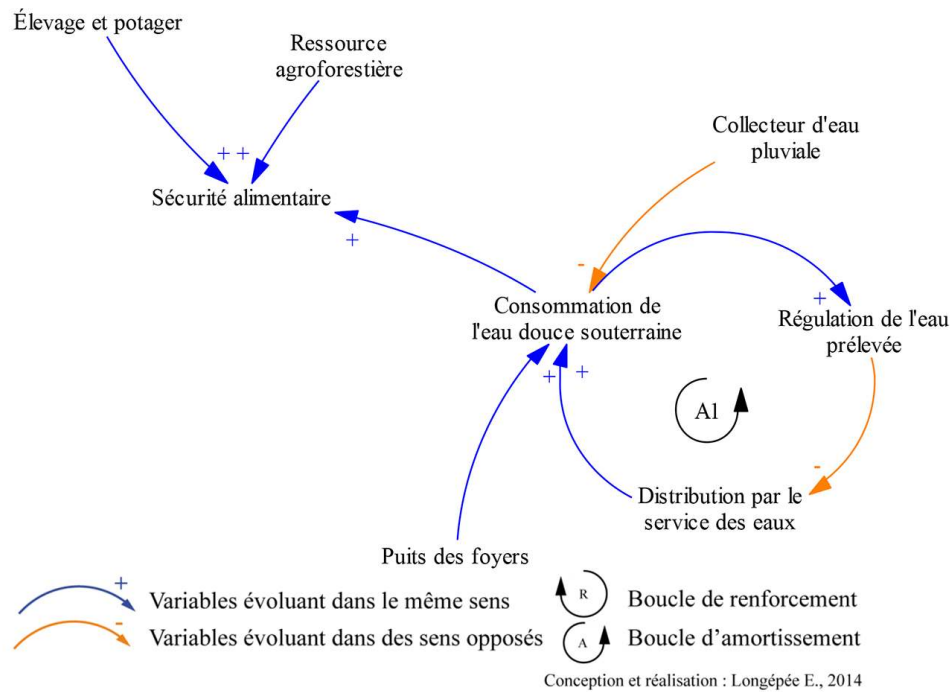 Élevage et potager
Ressource
agroforestière
Collecteur d'eau
pluviale
+ +
Sécurité alimentaire
+
-
Consommation de
l'eau douce souterraine
+
Régulation de l'eau
prélevée
+ +
A1
-
Distribution par le
service des eaux
Puits des foyers
+
Variables évoluant dans le même sens
R
Boucle de renforcement
-
Variables évoluant dans des sens opposés
A
Boucle d'amortissement
Conception et réalisation : Longépée E., 2014